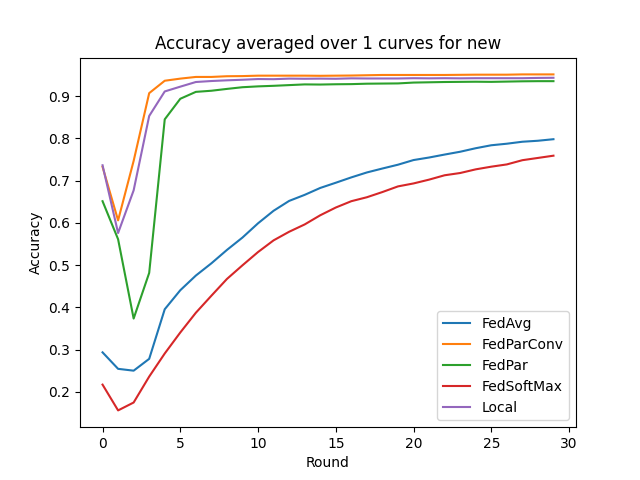 Accuracy averaged over 1 curves for new
Accuracy
0.9
0.8
0.7
0.6
0.5
0.4
0.3
0.2
FedAvg
FedParConv
FedPar
FedSoftMax
Local
0 5 10 15 20 25 30
Round